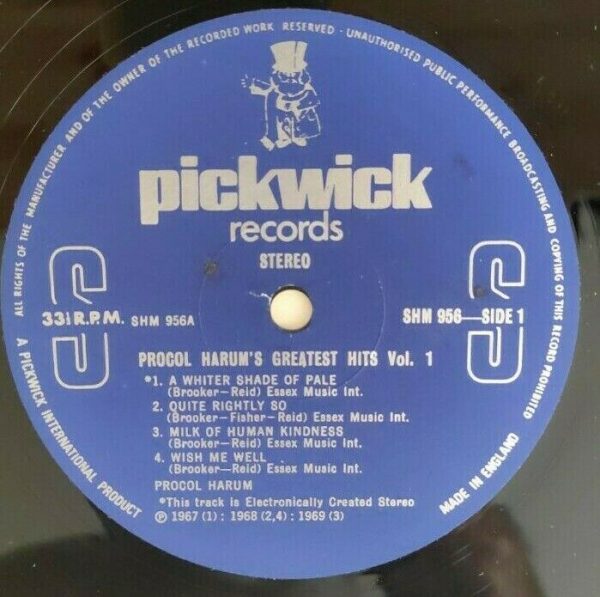 ALL RIGHTS OF THE MANUFACTURER AND OF THE OWNER OF THE RECORDED WORK RESERVED - UNAUTHORISED PUBLIC PERFORMANCE BROADCASTING AND COPYING OF THIS RECORD PROHIBITED
pickwick
records
STEREO
33⅓ R.P.M. SHM 956A
SHM 956—SIDE 1
PROCOL HARUM'S GREATEST HITS Vol. 1
*1. A WHITER SHADE OF PALE
(Brooker—Reid) Essex Music Int.
2. QUITE RIGHTLY SO
(Brooker—Fisher—Reid) Essex Music Int.
3. MILK OF HUMAN KINDNESS
(Brooker—Reid) Essex Music Int.
4. WISH ME WELL
(Brooker—Reid) Essex Music Int.
PROCOL HARUM
*This track is Electronically Created Stereo
℗ 1967 (1) : 1968 (2,4) : 1969 (3)
A PICKWICK INTERNATIONAL PRODUCT
MADE IN ENGLAND